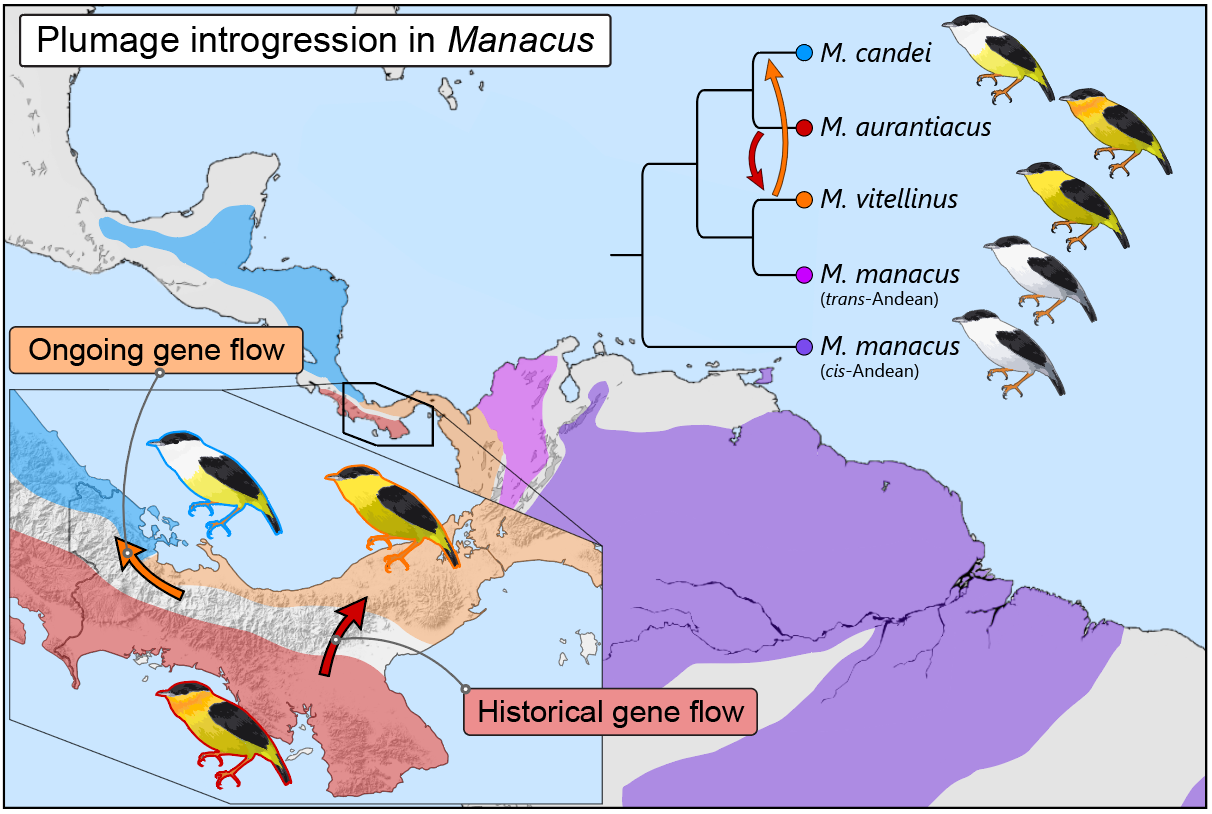 Plumage introgression in Manacus
M. candei
M. aurantiacus
M. vitellinus
M. manacus
(trans-Andean)
M. manacus
(cis-Andean)
Ongoing gene flow
Historical gene flow